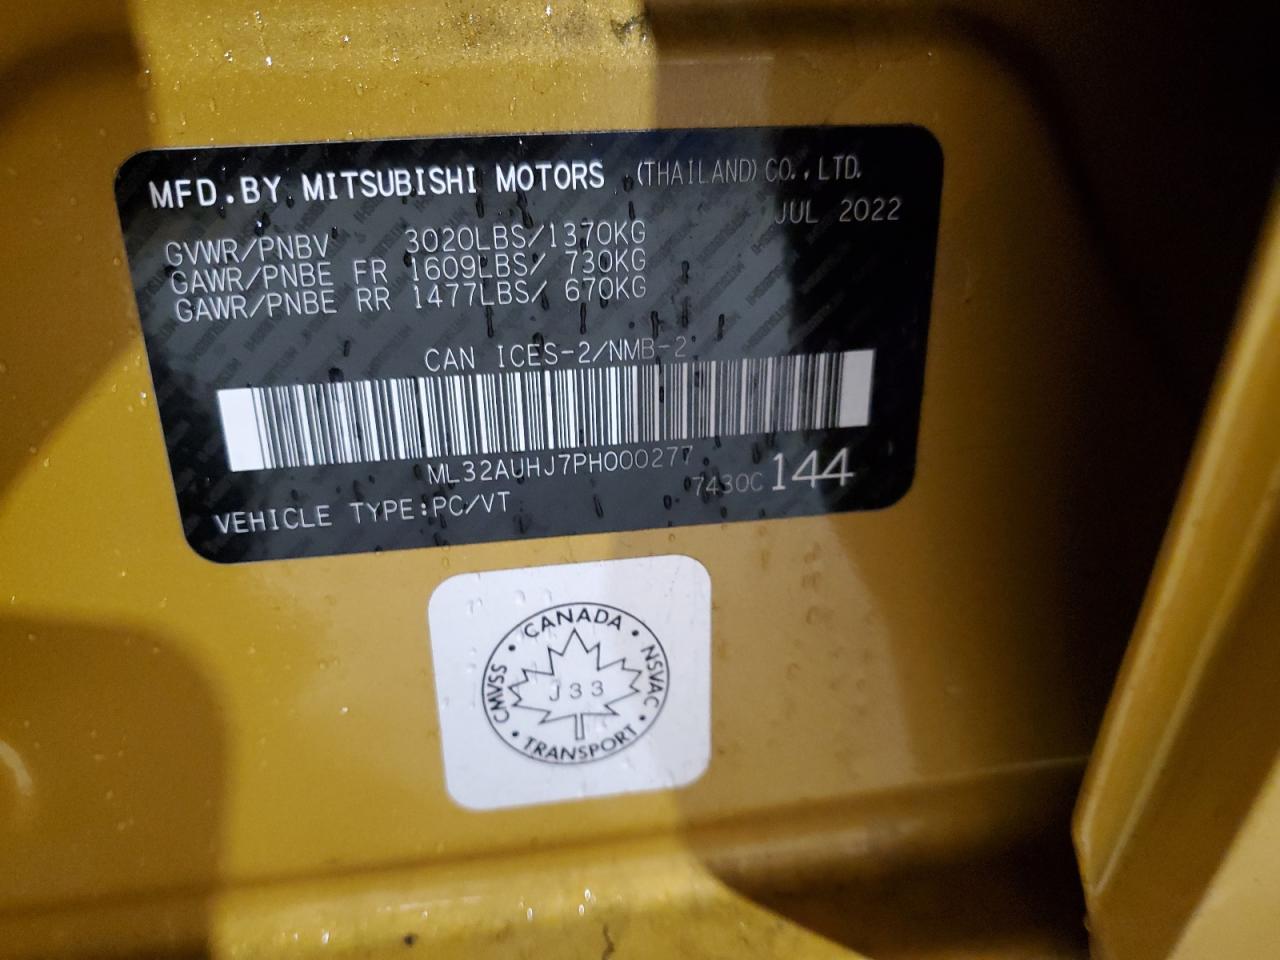 MFD.BY MITSUBISHI MOTORS (THAILAND) CO., LTD.
JUL 2022
GVWR/PNBV 3020LBS/1370KG
GAWR/PNBE FR 1609LBS/ 730KG
GAWR/PNBE RR 1477LBS/ 670KG
CAN ICES-2/NMB-2
ML32AUHJ7PH000277
7430C 144
VEHICLE TYPE:PC/VT
CANADA
CMVSS
NSVAC
J33
TRANSPORT